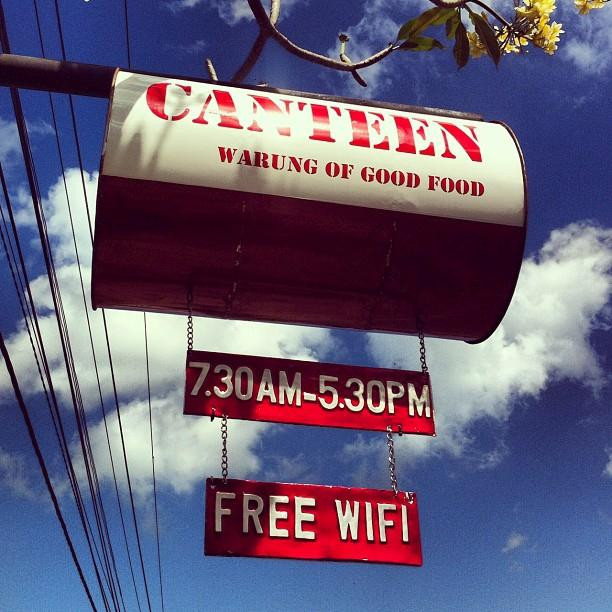 CANTEEN
WARUNG OF GOOD FOOD
7.30AM-5.30PM
FREE WIFI